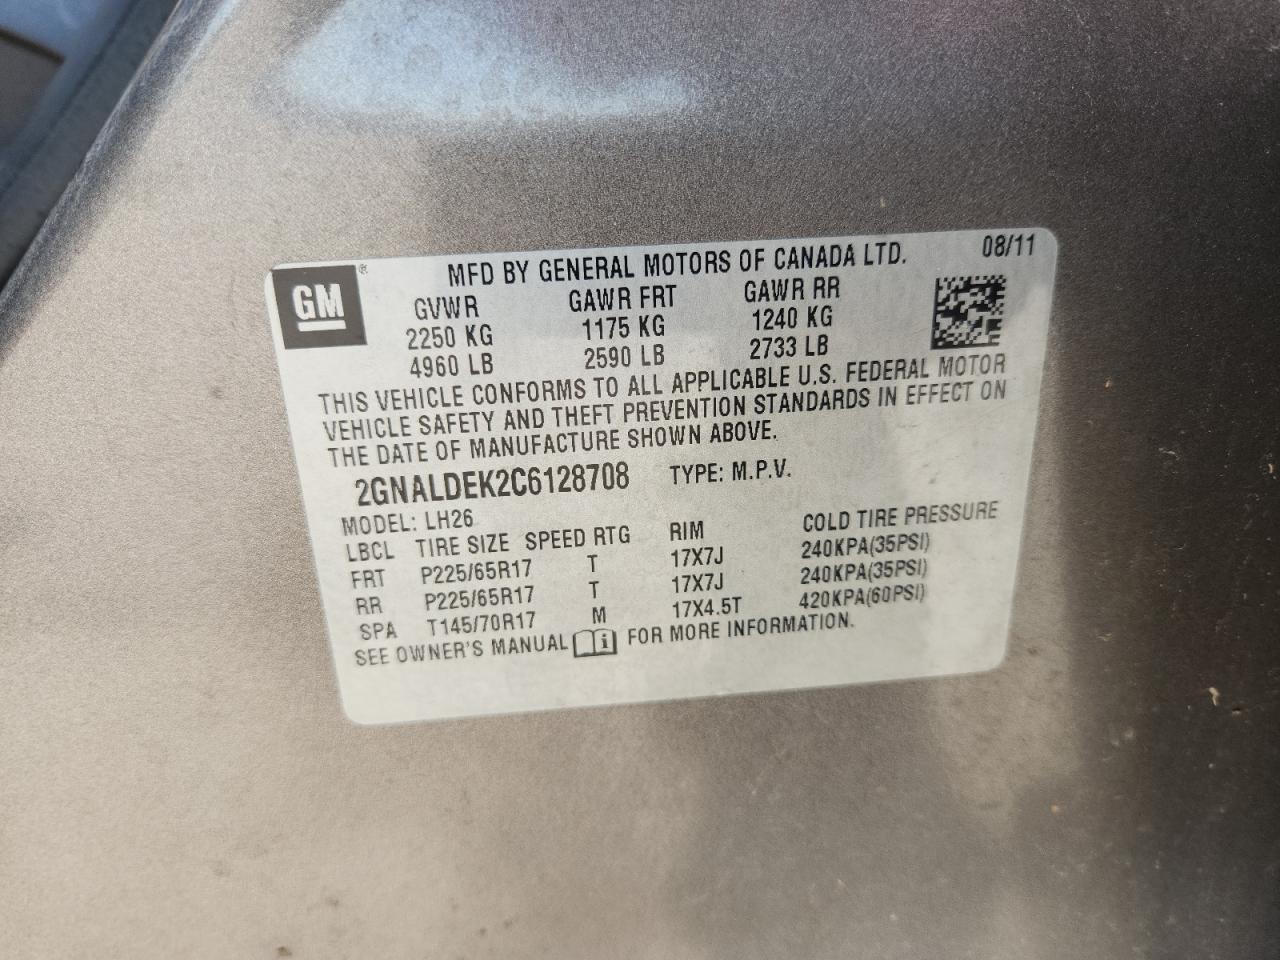 GM ® MFD BY GENERAL MOTORS OF CANADA LTD. 08/11
GVWR GAWR FRT GAWR RR
2250 KG 1175 KG 1240 KG
4960 LB 2590 LB 2733 LB
THIS VEHICLE CONFORMS TO ALL APPLICABLE U.S. FEDERAL MOTOR
VEHICLE SAFETY AND THEFT PREVENTION STANDARDS IN EFFECT ON
THE DATE OF MANUFACTURE SHOWN ABOVE.
2GNALDEK2C6128708 TYPE: M.P.V.
MODEL: LH26
LBCL TIRE SIZE SPEED RTG RIM COLD TIRE PRESSURE
FRT P225/65R17 T 17X7J 240KPA(35PSI)
RR P225/65R17 T 17X7J 240KPA(35PSI)
SPA T145/70R17 M 17X4.5T 420KPA(60PSI)
SEE OWNER'S MANUAL i FOR MORE INFORMATION.